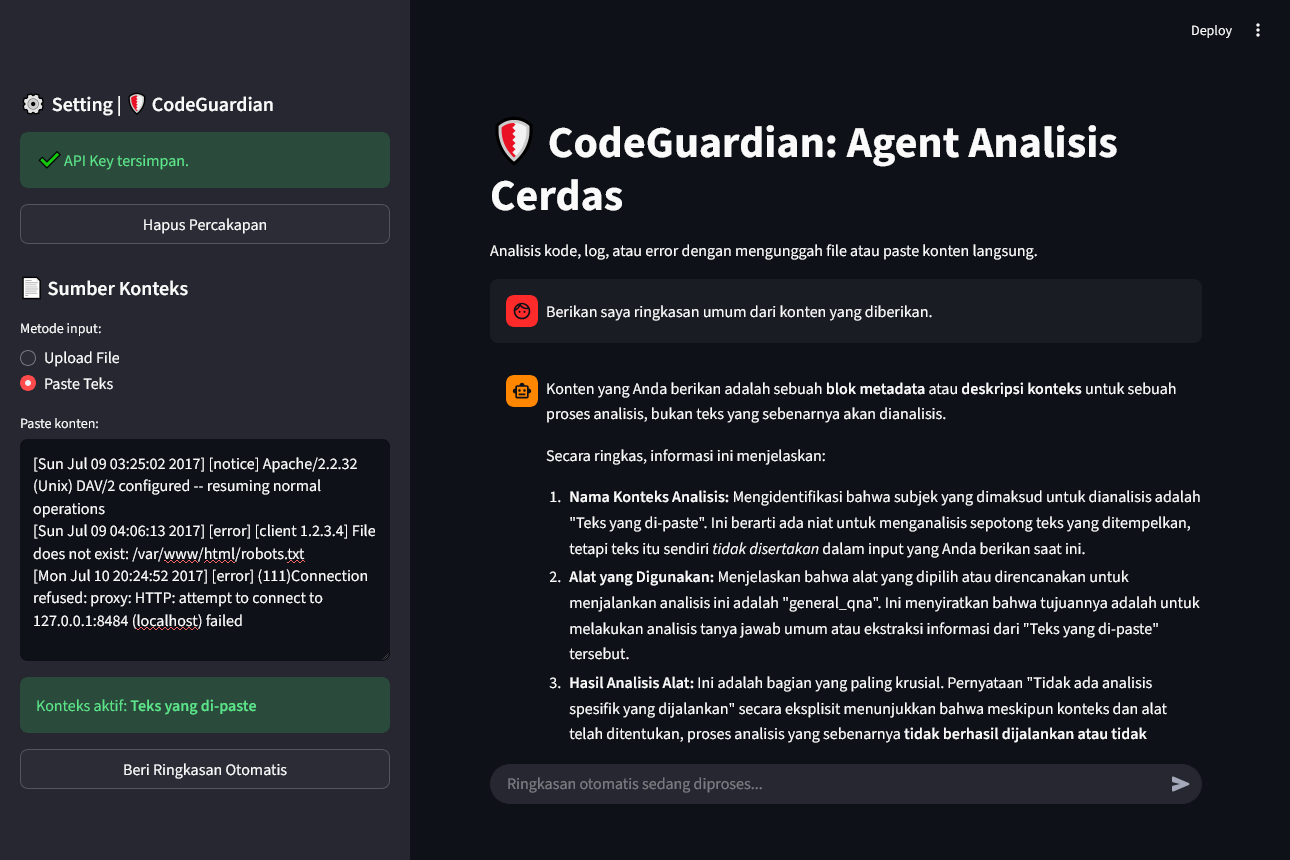 Deploy
Setting | CodeGuardian
API Key tersimpan.
Hapus Percakapan
Sumber Konteks
Metode input:
Upload File
Paste Teks
Paste konten:
[Sun Jul 09 03:25:02 2017] [notice] Apache/2.2.32
(Unix) DAV/2 configured -- resuming normal
operations
[Sun Jul 09 04:06:13 2017] [error] [client 1.2.3.4] File
does not exist: /var/www/html/robots.txt
[Mon Jul 10 20:24:52 2017] [error] (111)Connection
refused: proxy: HTTP: attempt to connect to
127.0.0.1:8484 (localhost) failed
Konteks aktif: Teks yang di-paste
Beri Ringkasan Otomatis
CodeGuardian: Agent Analisis
Cerdas
Analisis kode, log, atau error dengan mengunggah file atau paste konten langsung.
Berikan saya ringkasan umum dari konten yang diberikan.
Konten yang Anda berikan adalah sebuah blok metadata atau deskripsi konteks untuk sebuah
proses analisis, bukan teks yang sebenarnya akan dianalisis.
Secara ringkas, informasi ini menjelaskan:
1. Nama Konteks Analisis: Mengidentifikasi bahwa subjek yang dimaksud untuk dianalisis adalah
"Teks yang di-paste". Ini berarti ada niat untuk menganalisis sepotong teks yang ditempelkan,
tetapi teks itu sendiri tidak disertakan dalam input yang Anda berikan saat ini.
2. Alat yang Digunakan: Menjelaskan bahwa alat yang dipilih atau direncanakan untuk
menjalankan analisis ini adalah "general_qna". Ini menyiratkan bahwa tujuannya adalah untuk
melakukan analisis tanya jawab umum atau ekstraksi informasi dari "Teks yang di-paste"
tersebut.
3. Hasil Analisis Alat: Ini adalah bagian yang paling krusial. Pernyataan "Tidak ada analisis
spesifik yang dijalankan" secara eksplisit menunjukkan bahwa meskipun konteks dan alat
telah ditentukan, proses analisis yang sebenarnya tidak berhasil dijalankan atau tidak
Ringkasan otomatis sedang diproses...